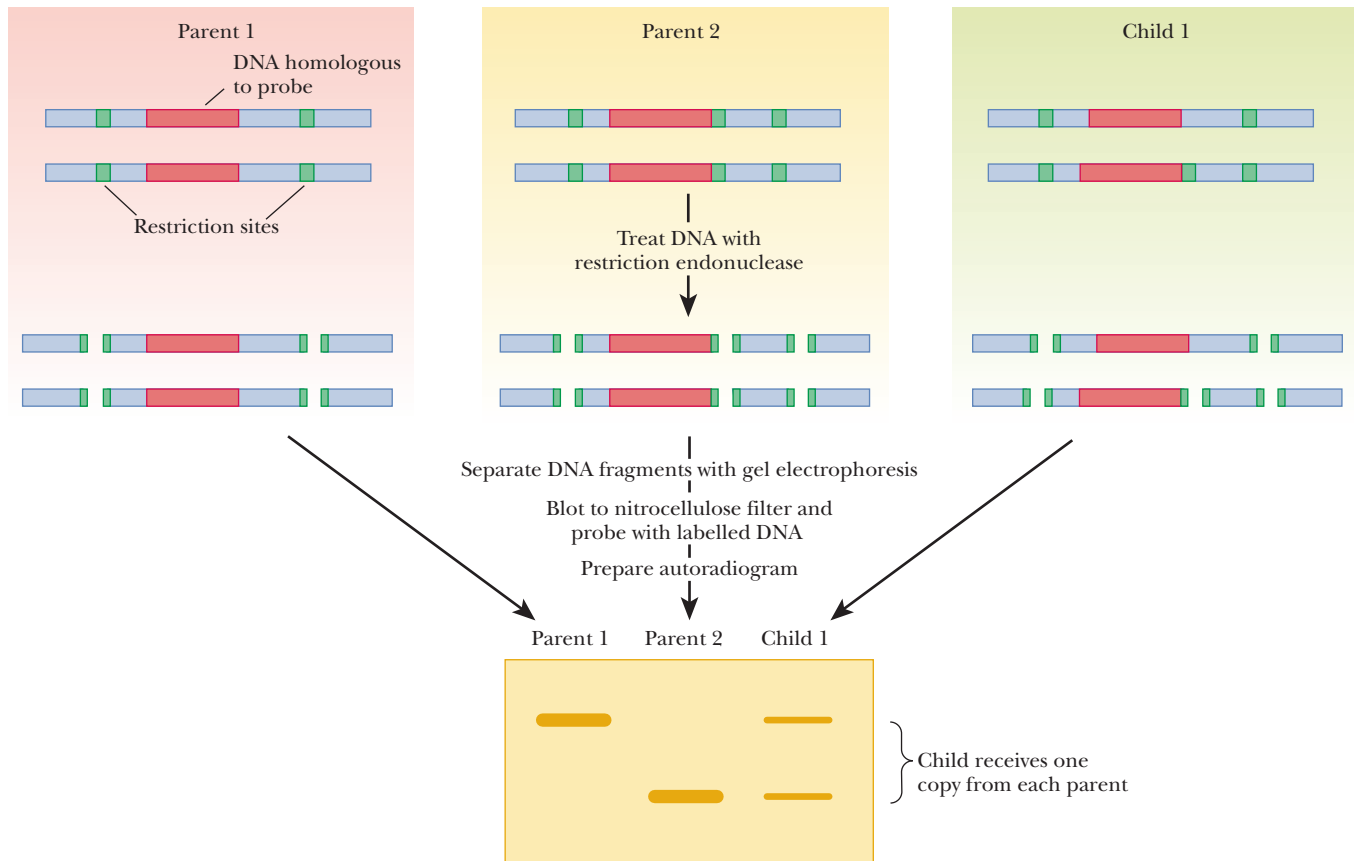 Parent 1
Parent 2
Child 1
DNA homologous
to probe
Restriction sites
Treat DNA with
restriction endonuclease
Separate DNA fragments with gel electrophoresis
Blot to nitrocellulose filter and
probe with labelled DNA
Prepare autoradiogram
Parent 1
Parent 2
Child 1
Child receives one
copy from each parent